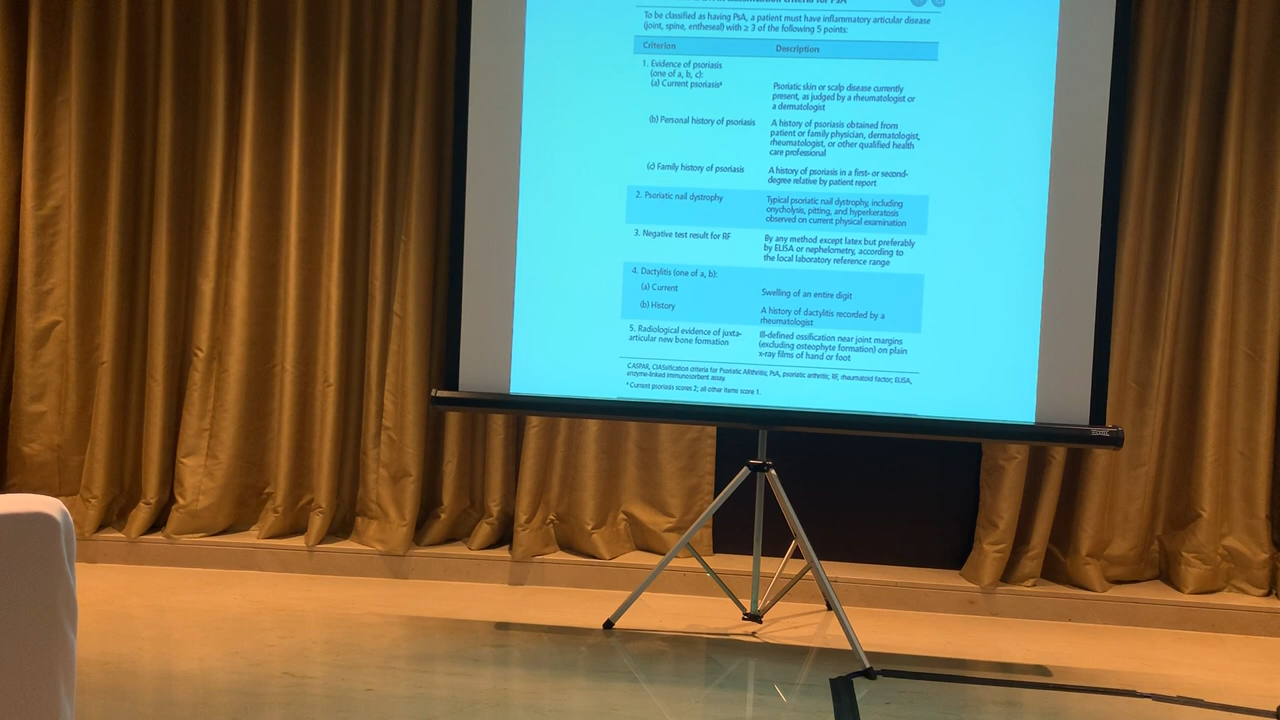 criteria for PsA
To be classified as having PsA, a patient must have inflammatory articular disease
(joint, spine, entheseal) with ≥ 3 of the following 5 points:
Criterion Description
1. Evidence of psoriasis
(one of a, b, c):
(a) Current psoriasisᵃ Psoriatic skin or scalp disease currently
present, as judged by a rheumatologist or
a dermatologist
(b) Personal history of psoriasis A history of psoriasis obtained from
patient or family physician, dermatologist,
rheumatologist, or other qualified health
care professional
(c) Family history of psoriasis A history of psoriasis in a first- or second-
degree relative by patient report
2. Psoriatic nail dystrophy Typical psoriatic nail dystrophy, including
onycholysis, pitting, and hyperkeratosis
observed on current physical examination
3. Negative test result for RF By any method except latex but preferably
by ELISA or nephelometry, according to
the local laboratory reference range
4. Dactylitis (one of a, b):
(a) Current Swelling of an entire digit
(b) History A history of dactylitis recorded by a
rheumatologist
5. Radiological evidence of juxta- Ill-defined ossification near joint margins
articular new bone formation (excluding osteophyte formation) on plain
x-ray films of hand or foot
CASPAR, ClASsification criteria for Psoriatic ARthritis; PsA, psoriatic arthritis; RF, rheumatoid factor; ELISA,
enzyme-linked immunosorbent assay.
ᵃ Current psoriasis scores 2; all other items score 1.